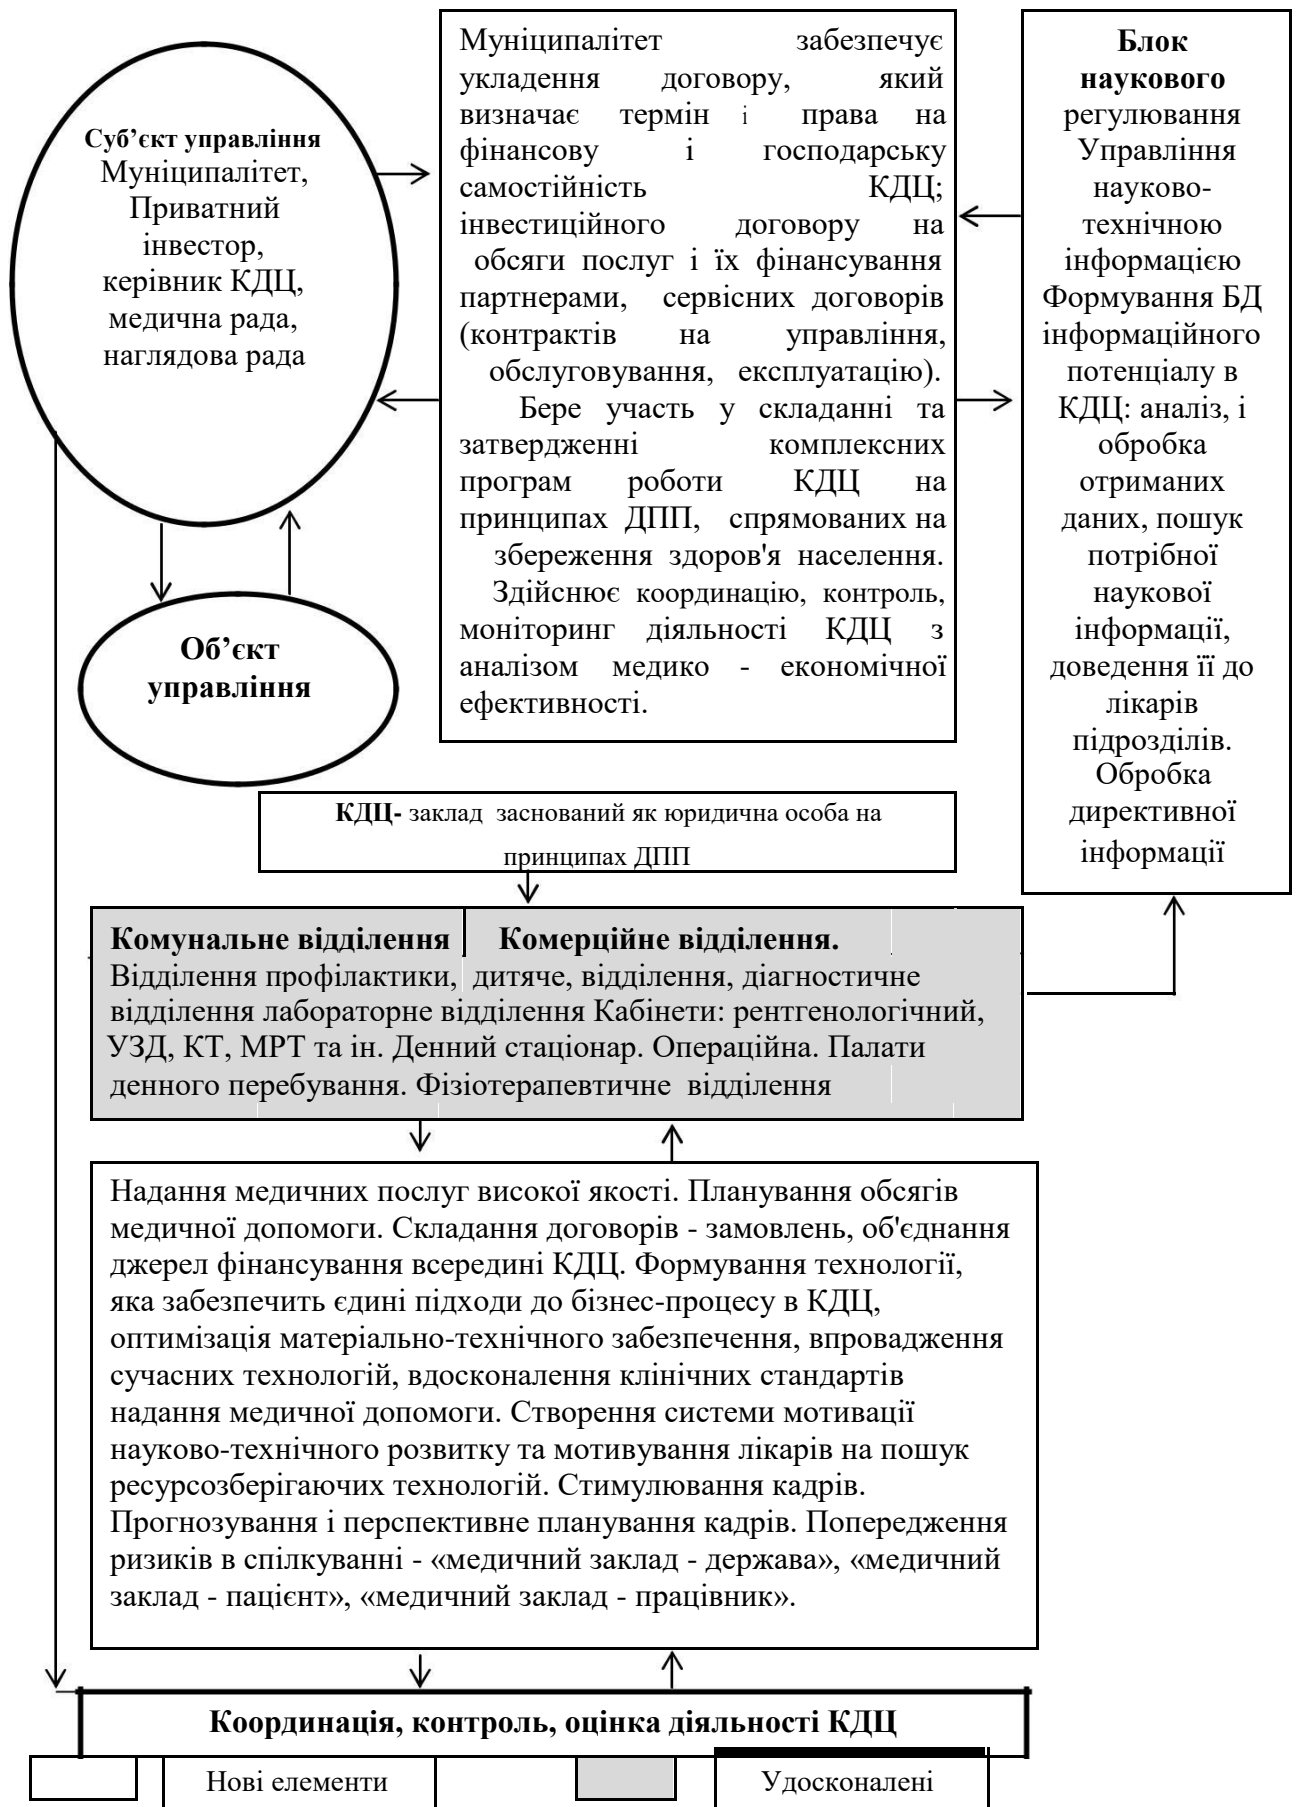 Суб’єкт управління
Муніципалітет,
Приватний
інвестор,
керівник КДЦ,
медична рада,
наглядова рада
Об’єкт
управління
Муніципалітет забезпечує
укладення договору, який
визначає термін і права на
фінансову і господарську
самостійність КДЦ;
інвестиційного договору на
обсяги послуг і їх фінансування
партнерами, сервісних договорів
(контрактів на управління,
обслуговування, експлуатацію).
Бере участь у складанні та
затвердженні комплексних
програм роботи КДЦ на
принципах ДПП, спрямованих на
збереження здоров'я населення.
Здійснює координацію, контроль,
моніторинг діяльності КДЦ з
аналізом медико - економічної
ефективності.
Блок
наукового
регулювання
Управління
науково-
технічною
інформацією
Формування БД
інформаційного
потенціалу в
КДЦ: аналіз, і
обробка
отриманих
даних, пошук
потрібної
наукової
інформації,
доведення її до
лікарів
підрозділів.
Обробка
директивної
інформації
КДЦ- заклад заснований як юридична особа на
принципах ДПП
Комунальне відділення Комерційне відділення.
Відділення профілактики, дитяче, відділення, діагностичне
відділення лабораторне відділення Кабінети: рентгенологічний,
УЗД, КТ, МРТ та ін. Денний стаціонар. Операційна. Палати
денного перебування. Фізіотерапевтичне відділення
Надання медичних послуг високої якості. Планування обсягів
медичної допомоги. Складання договорів - замовлень, об'єднання
джерел фінансування всередині КДЦ. Формування технології,
яка забезпечить єдині підходи до бізнес-процесу в КДЦ,
оптимізація матеріально-технічного забезпечення, впровадження
сучасних технологій, вдосконалення клінічних стандартів
надання медичної допомоги. Створення системи мотивації
науково-технічного розвитку та мотивування лікарів на пошук
ресурсозберігаючих технологій. Стимулювання кадрів.
Прогнозування і перспективне планування кадрів. Попередження
ризиків в спілкуванні - «медичний заклад - держава», «медичний
заклад - пацієнт», «медичний заклад - працівник».
Координація, контроль, оцінка діяльності КДЦ
Нові елементи
Удосконалені